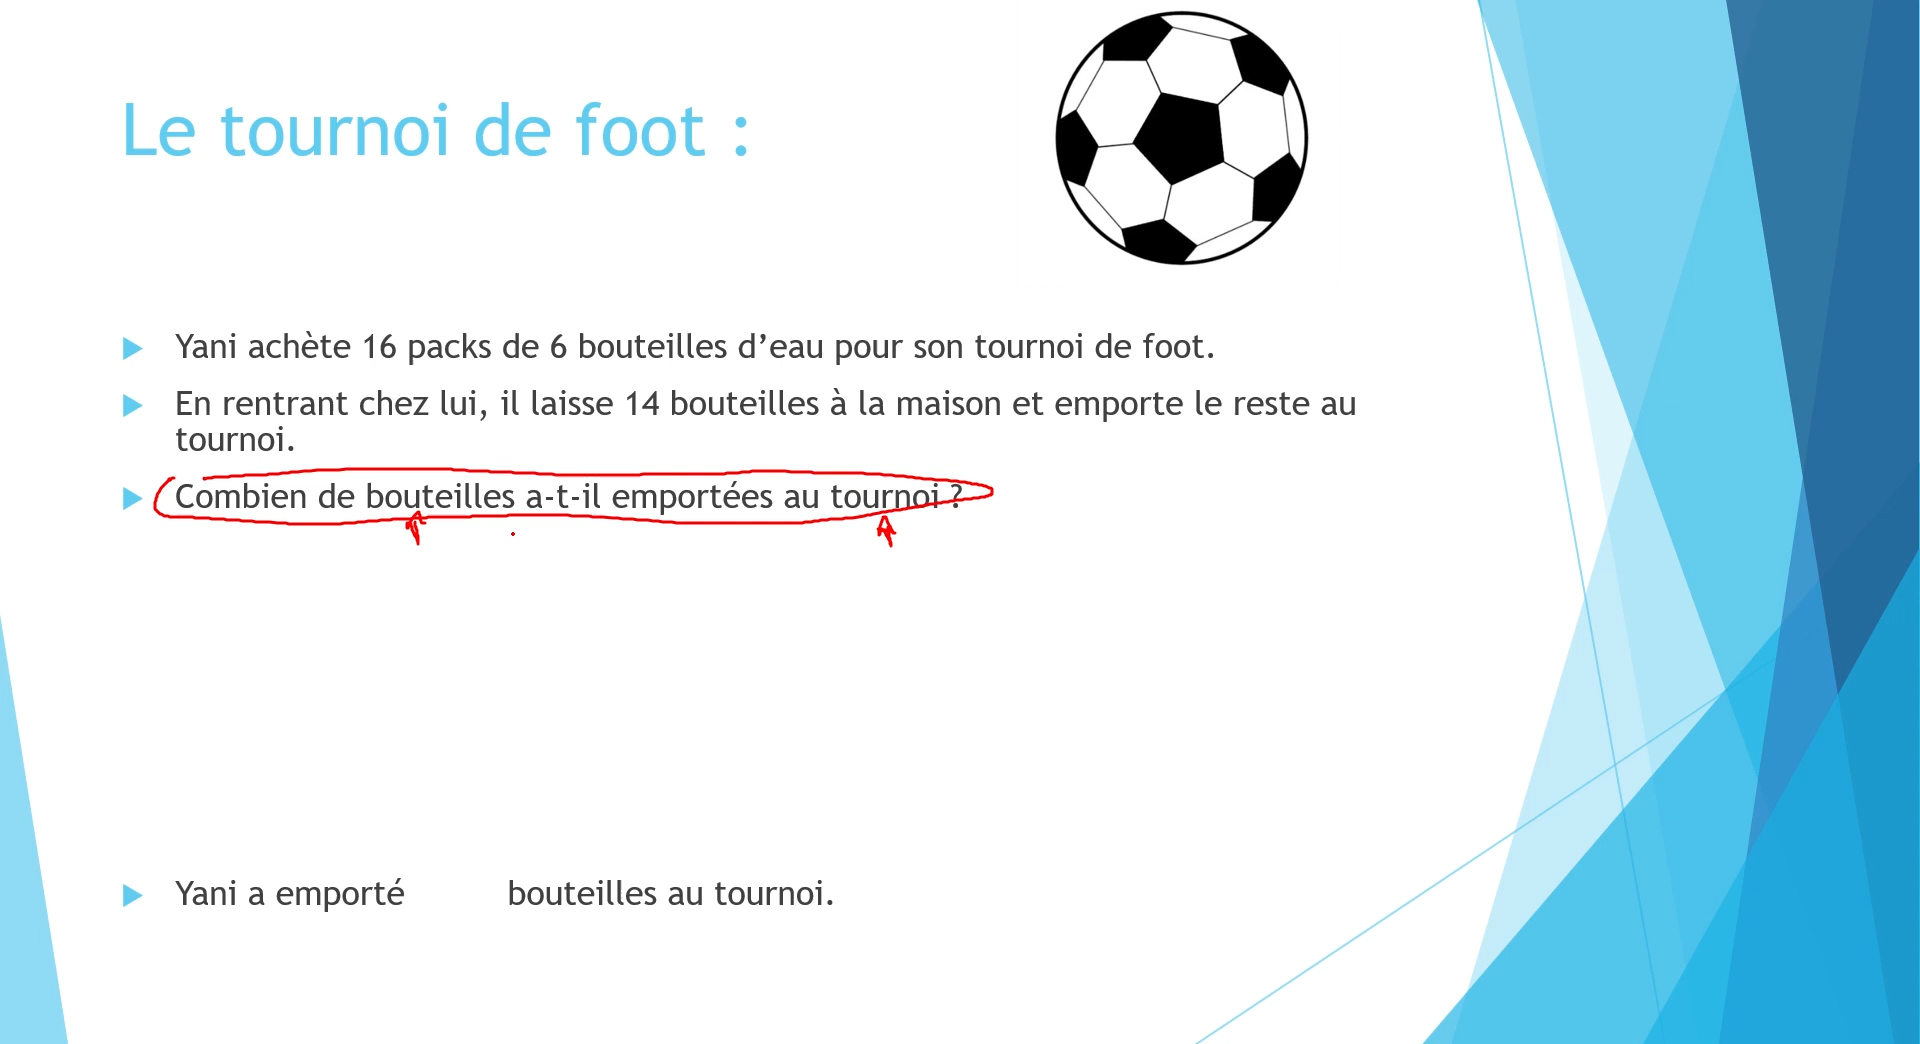 Le tournoi de foot :
Yani achète 16 packs de 6 bouteilles d’eau pour son tournoi de foot.
En rentrant chez lui, il laisse 14 bouteilles à la maison et emporte le reste au
tournoi.
Combien de bouteilles a-t-il emportées au tournoi ?
Yani a emporté bouteilles au tournoi.